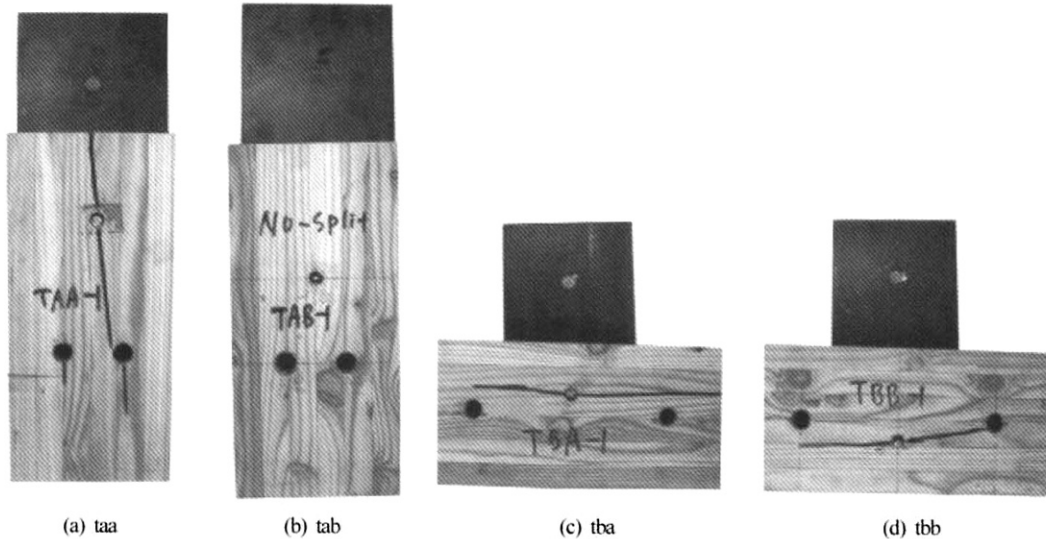 TAA-1
No-split
TAB-1
TBA-1
TBB-1
(a) taa
(b) tab
(c) tba
(d) tbb